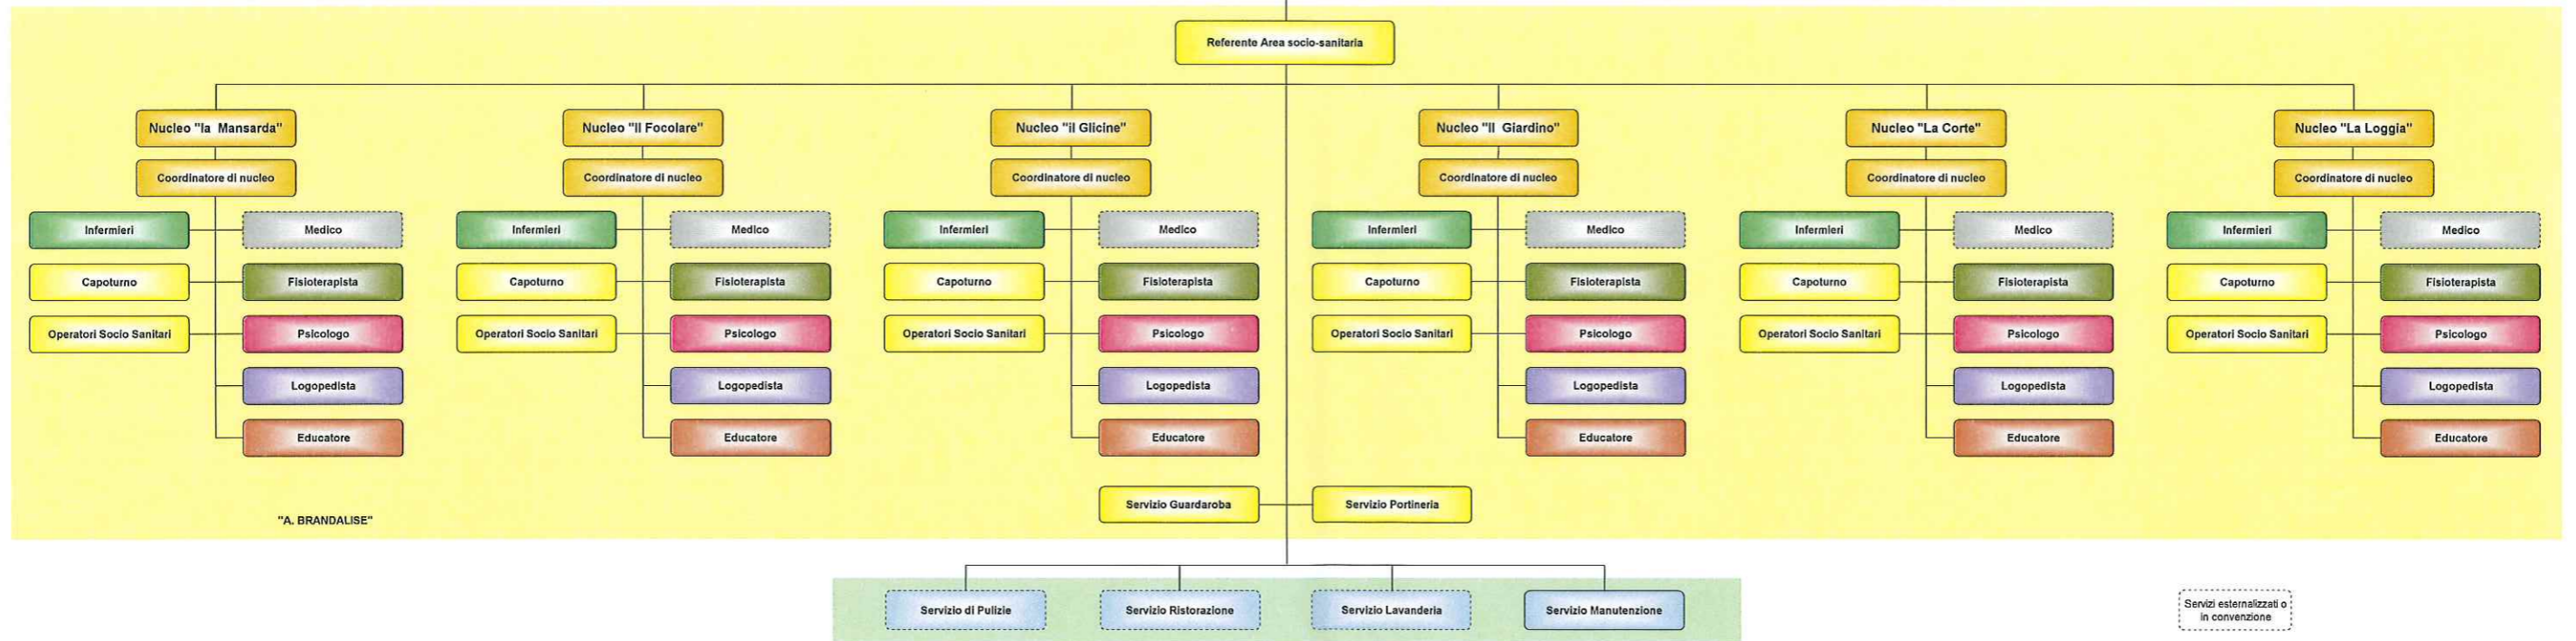 Referente Area socio-sanitaria
Nucleo "la Mansarda"
Nucleo "Il Focolare"
Nucleo "il Glicine"
Nucleo "Il Giardino"
Nucleo "La Corte"
Nucleo "La Loggia"
Coordinatore di nucleo
Coordinatore di nucleo
Coordinatore di nucleo
Coordinatore di nucleo
Coordinatore di nucleo
Coordinatore di nucleo
Infermieri
Medico
Infermieri
Medico
Infermieri
Medico
Infermieri
Medico
Infermieri
Medico
Infermieri
Medico
Capoturno
Fisioterapista
Capoturno
Fisioterapista
Capoturno
Fisioterapista
Capoturno
Fisioterapista
Capoturno
Fisioterapista
Capoturno
Fisioterapista
Operatori Socio Sanitari
Psicologo
Operatori Socio Sanitari
Psicologo
Operatori Socio Sanitari
Psicologo
Operatori Socio Sanitari
Psicologo
Operatori Socio Sanitari
Psicologo
Operatori Socio Sanitari
Psicologo
Logopedista
Logopedista
Logopedista
Logopedista
Logopedista
Logopedista
Educatore
Educatore
Educatore
Educatore
Educatore
Educatore
Servizio Guardaroba
Servizio Portineria
"A. BRANDALISE"
Servizio di Pulizie
Servizio Ristorazione
Servizio Lavanderia
Servizio Manutenzione
Servizi esternalizzati o
in convenzione